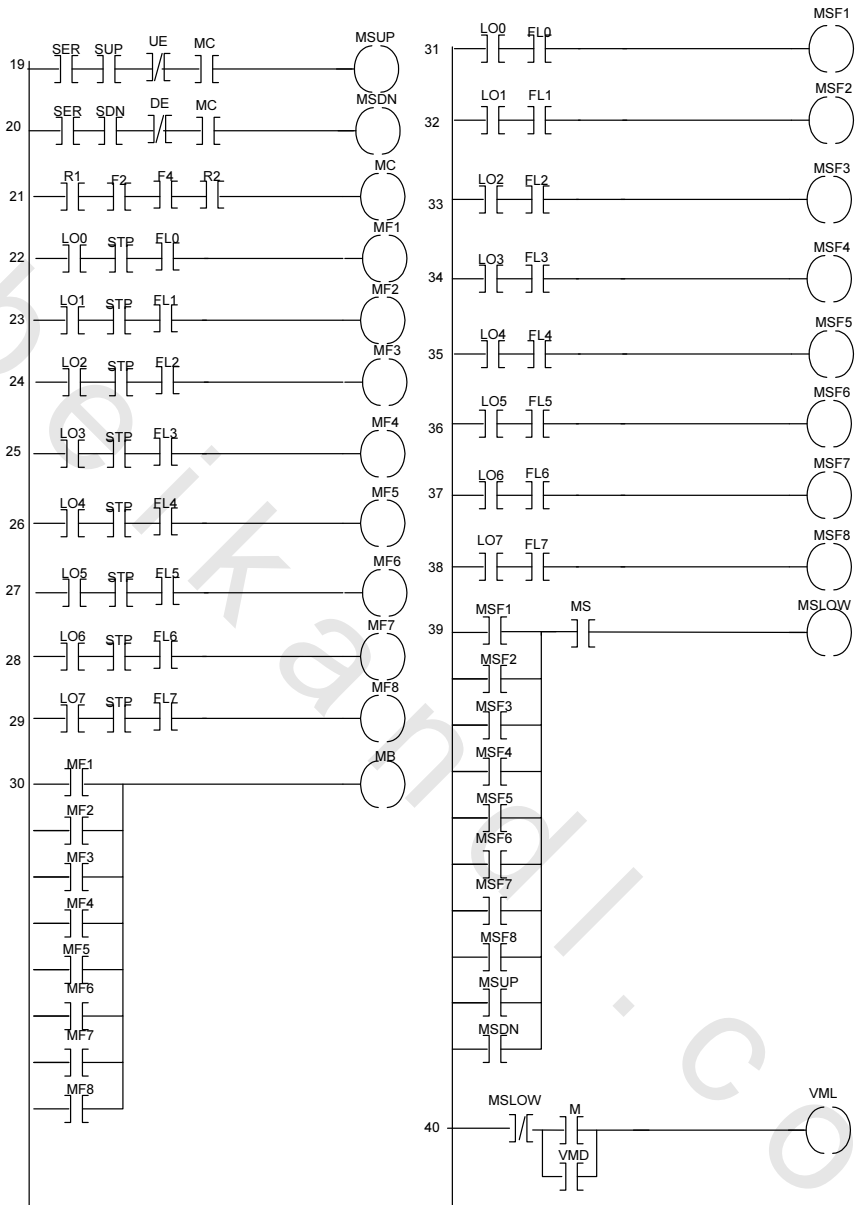 19 SER SUP UE MC MSUP
20 SER SDN DE MC MSDN
21 R1 F2 F4 R2 MC
22 LO0 STP FL0 MF1
23 LO1 STP FL1 MF2
24 LO2 STP FL2 MF3
25 LO3 STP FL3 MF4
26 LO4 STP FL4 MF5
27 LO5 STP FL5 MF6
28 LO6 STP FL6 MF7
29 LO7 STP FL7 MF8
30 MF1 MB
MF2
MF3
MF4
MF5
MF6
MF7
MF8
31 LO0 FL0 MSF1
32 LO1 FL1 MSF2
33 LO2 FL2 MSF3
34 LO3 FL3 MSF4
35 LO4 FL4 MSF5
36 LO5 FL5 MSF6
37 LO6 FL6 MSF7
38 LO7 FL7 MSF8
39 MSF1 MS MSLOW
MSF2
MSF3
MSF4
MSF5
MSF6
MSF7
MSF8
MSUP
MSDN
40 MSLOW M VML
VMD
beikandl.co